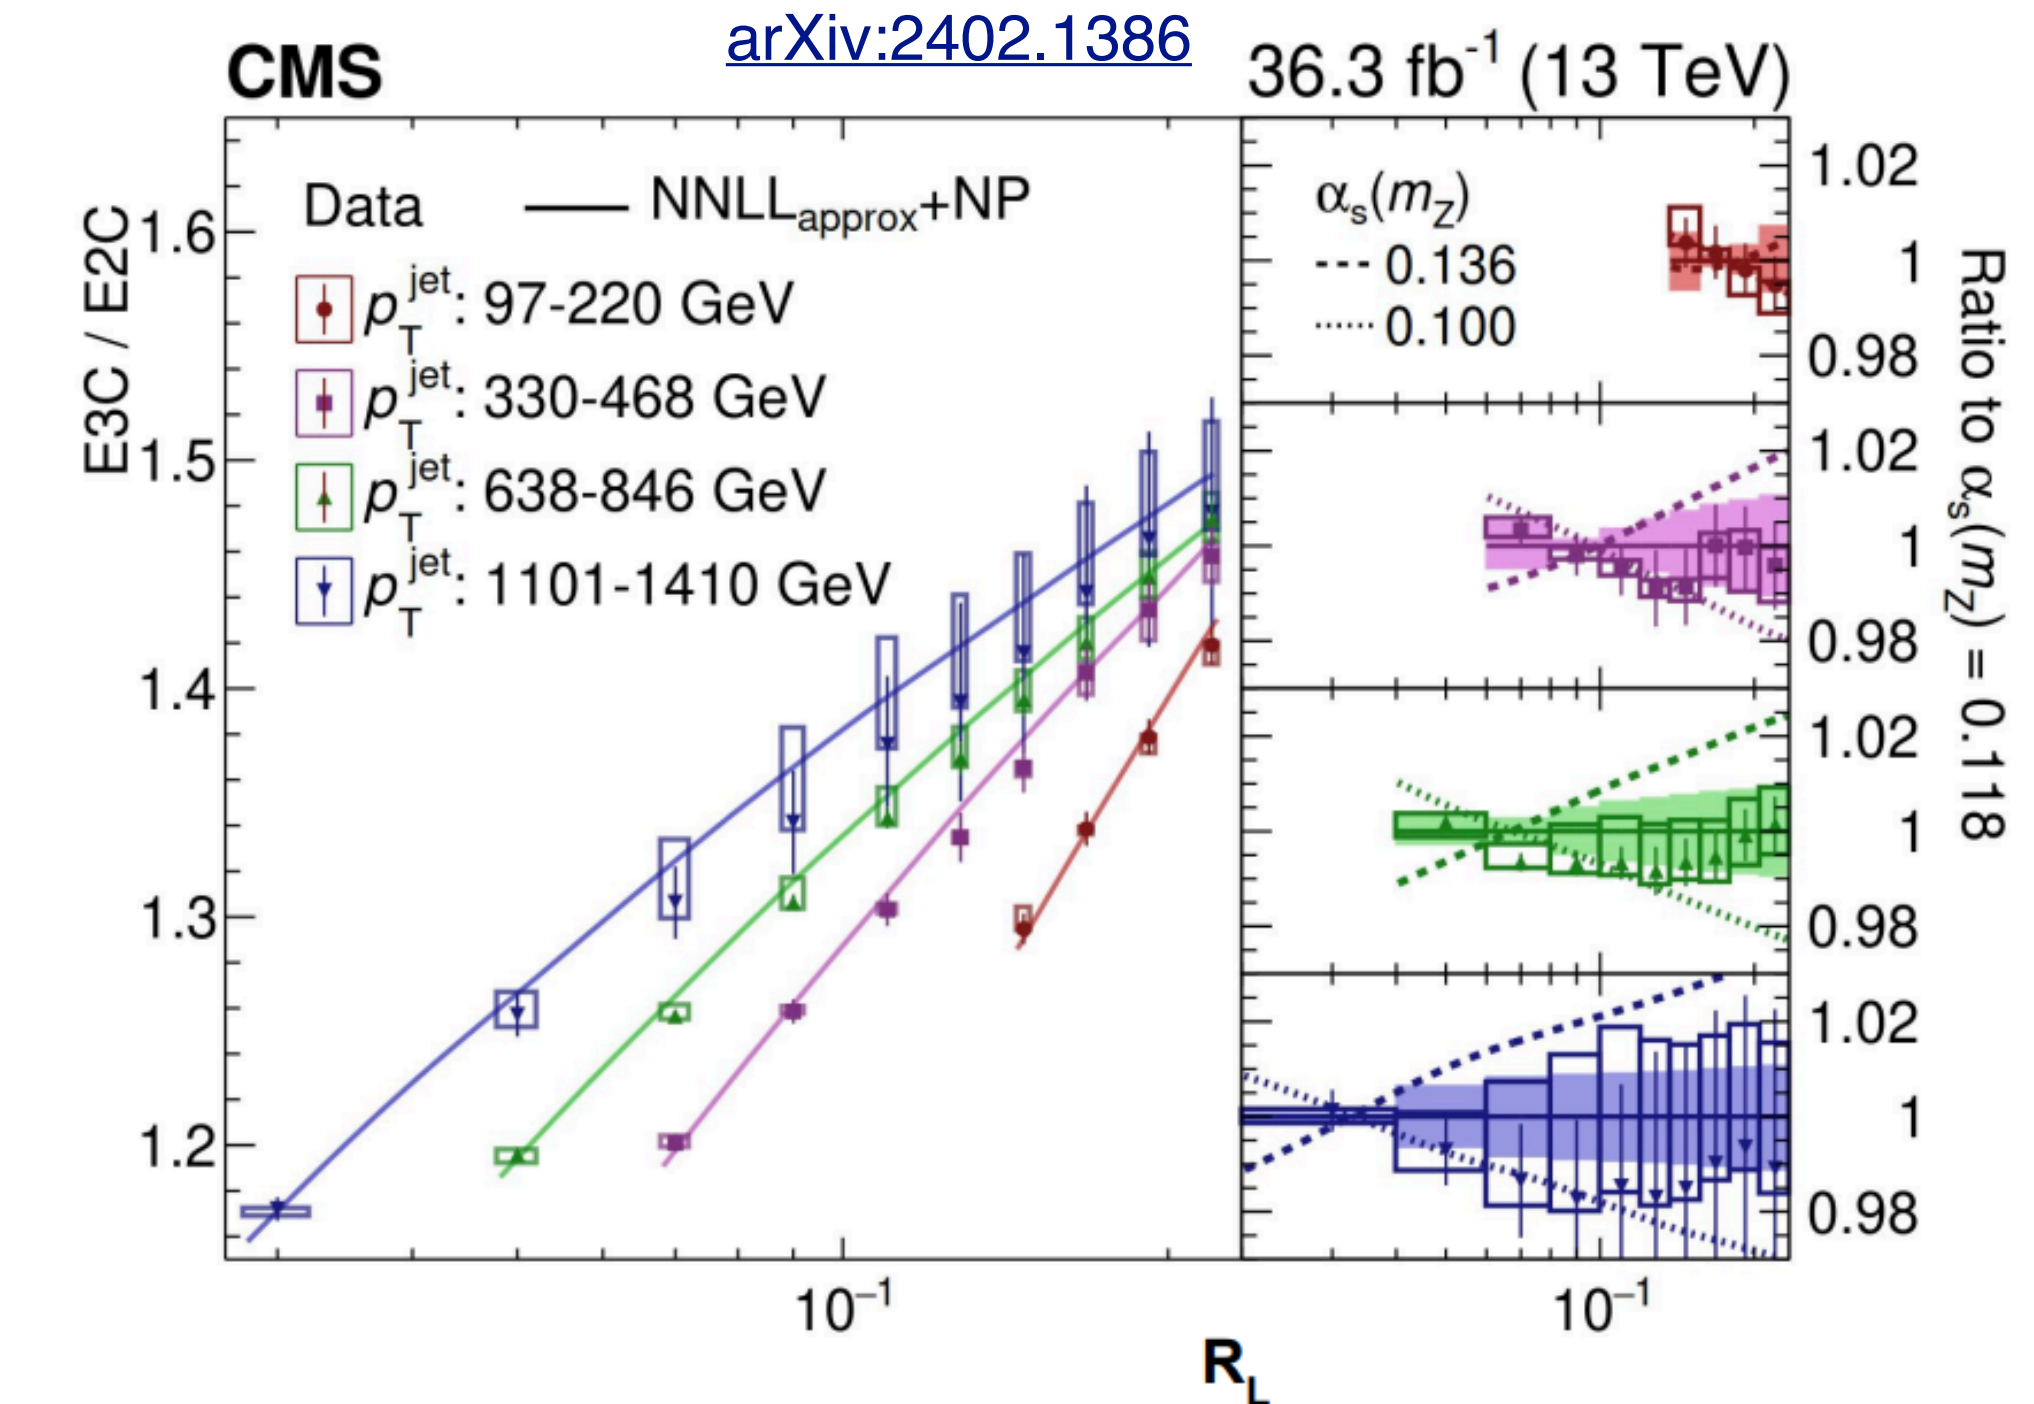 arXiv:2402.1386
CMS
36.3 fb⁻¹ (13 TeV)
E3C / E2C
1.6
1.5
1.4
1.3
1.2
Data
NNLLapprox+NP
pTjet: 97-220 GeV
pTjet: 330-468 GeV
pTjet: 638-846 GeV
pTjet: 1101-1410 GeV
αs(mZ)
0.136
0.100
1.02
1
0.98
1.02
1
0.98
1.02
1
0.98
1.02
1
0.98
Ratio to αs(mZ) = 0.118
10⁻¹
10⁻¹
RL